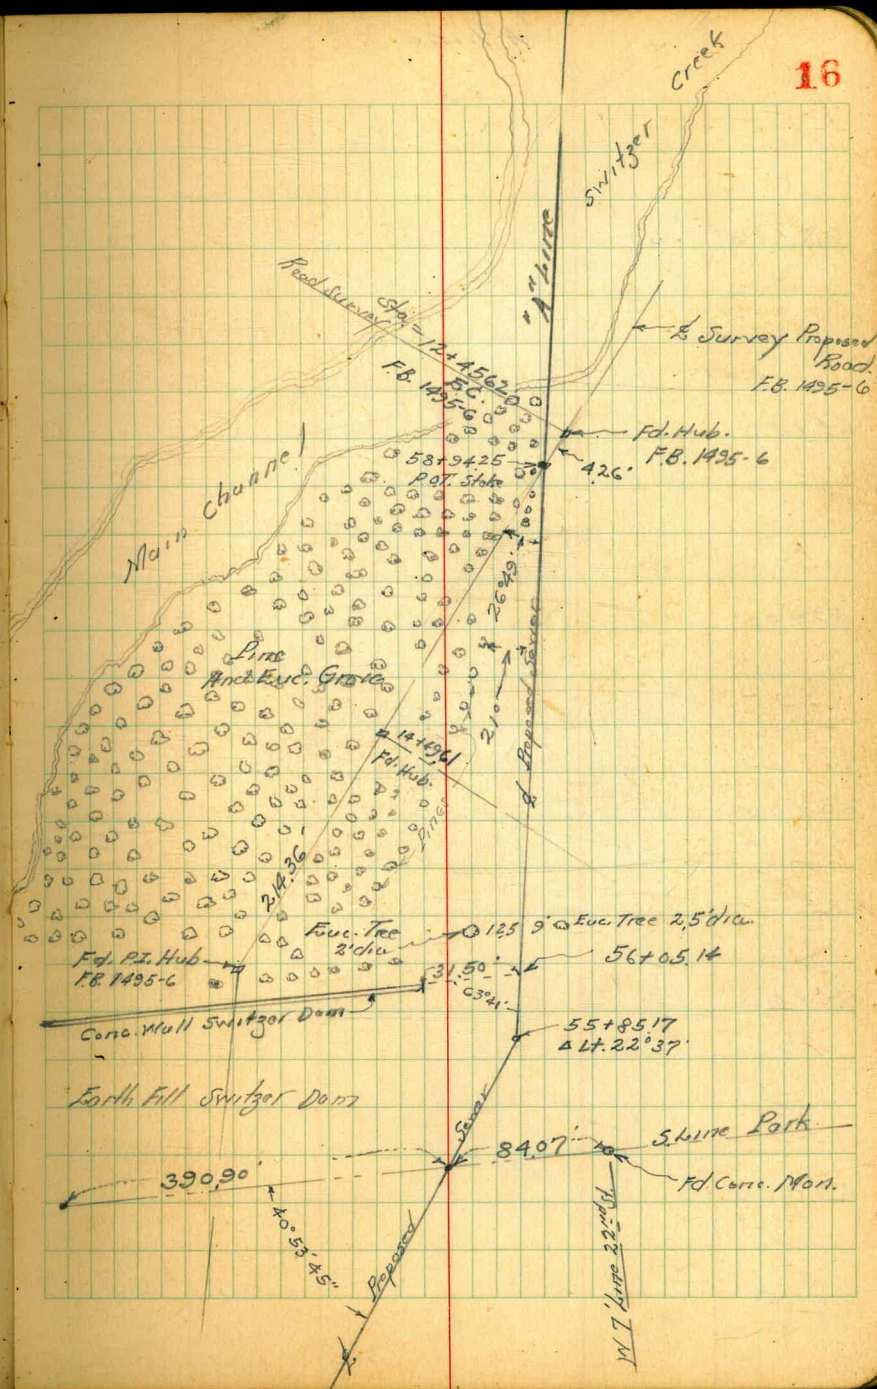 16
Switzer Creek
"A" Line
Road Survey
Sta. = 12+45.62
E.C.
F.B. 1495-6
℄ Survey Proposed
Road.
F.B. 1495-6
Fd. Hub.
F.B. 1495-6
4.26'
58+94.25
P.O.T. Stake
Main Channel
26°49'
Pine
And Euc. Grove
210
℄ Proposed Sewer
14+49.61
Fd. Hub.
Pines
214.36
Euc. Tree
2' dia.
12.5
9'
Euc. Tree 2.5' dia.
Fd. P.I. Hub
F.B. 1495-6
31.50'
56+05.14
63°41'
Conc. Wall Switzer Dam
55+85.17
Δ Lt. 22°37'
Earth Fill Switzer Dam
Sewer
84.07'
S. Line Park
390.90'
Fd. Conc. Mon.
40°53'45"
Proposed
℄
W'L'y Line 22nd St.